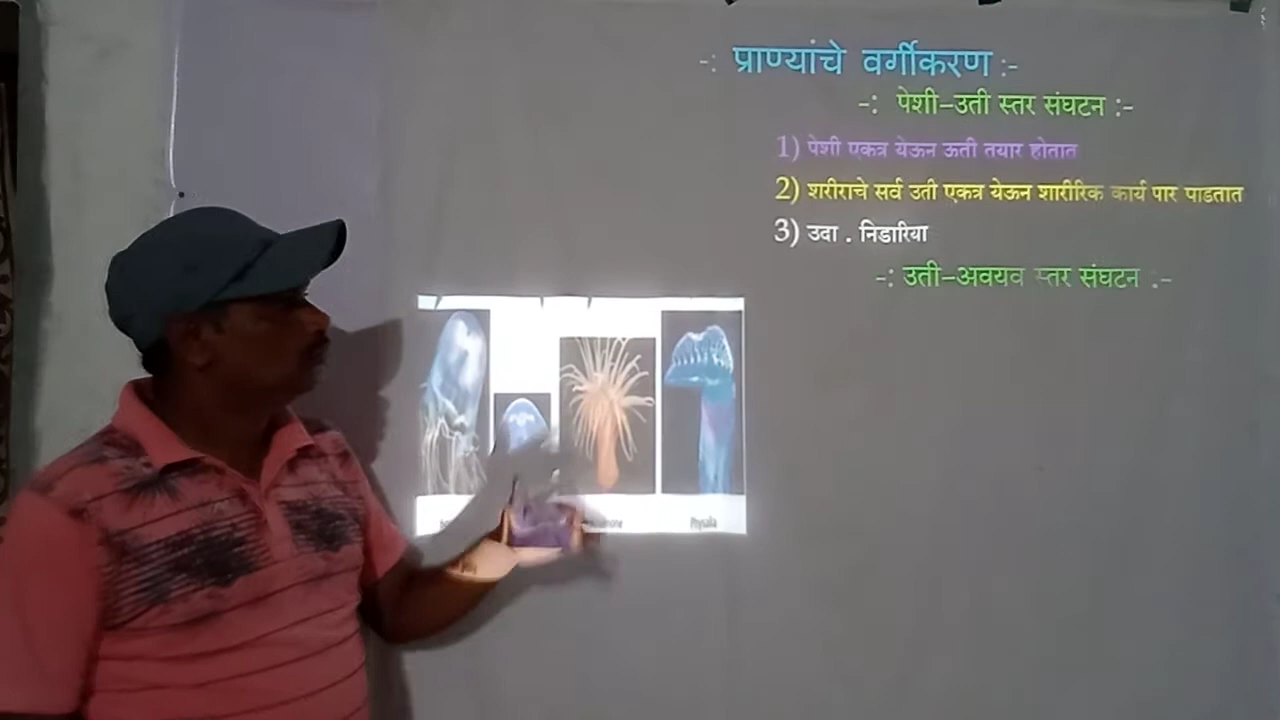 -: प्राण्यांचे वर्गीकरण :-
-: पेशी-उती स्तर संघटन :-
1) पेशी एकत्र येऊन ऊती तयार होतात
2) शरीराचे सर्व उती एकत्र येऊन शारीरिक कार्य पार पाडतात
3) उदा . निडारिया
-: उती-अवयव स्तर संघटन :-
Physalia